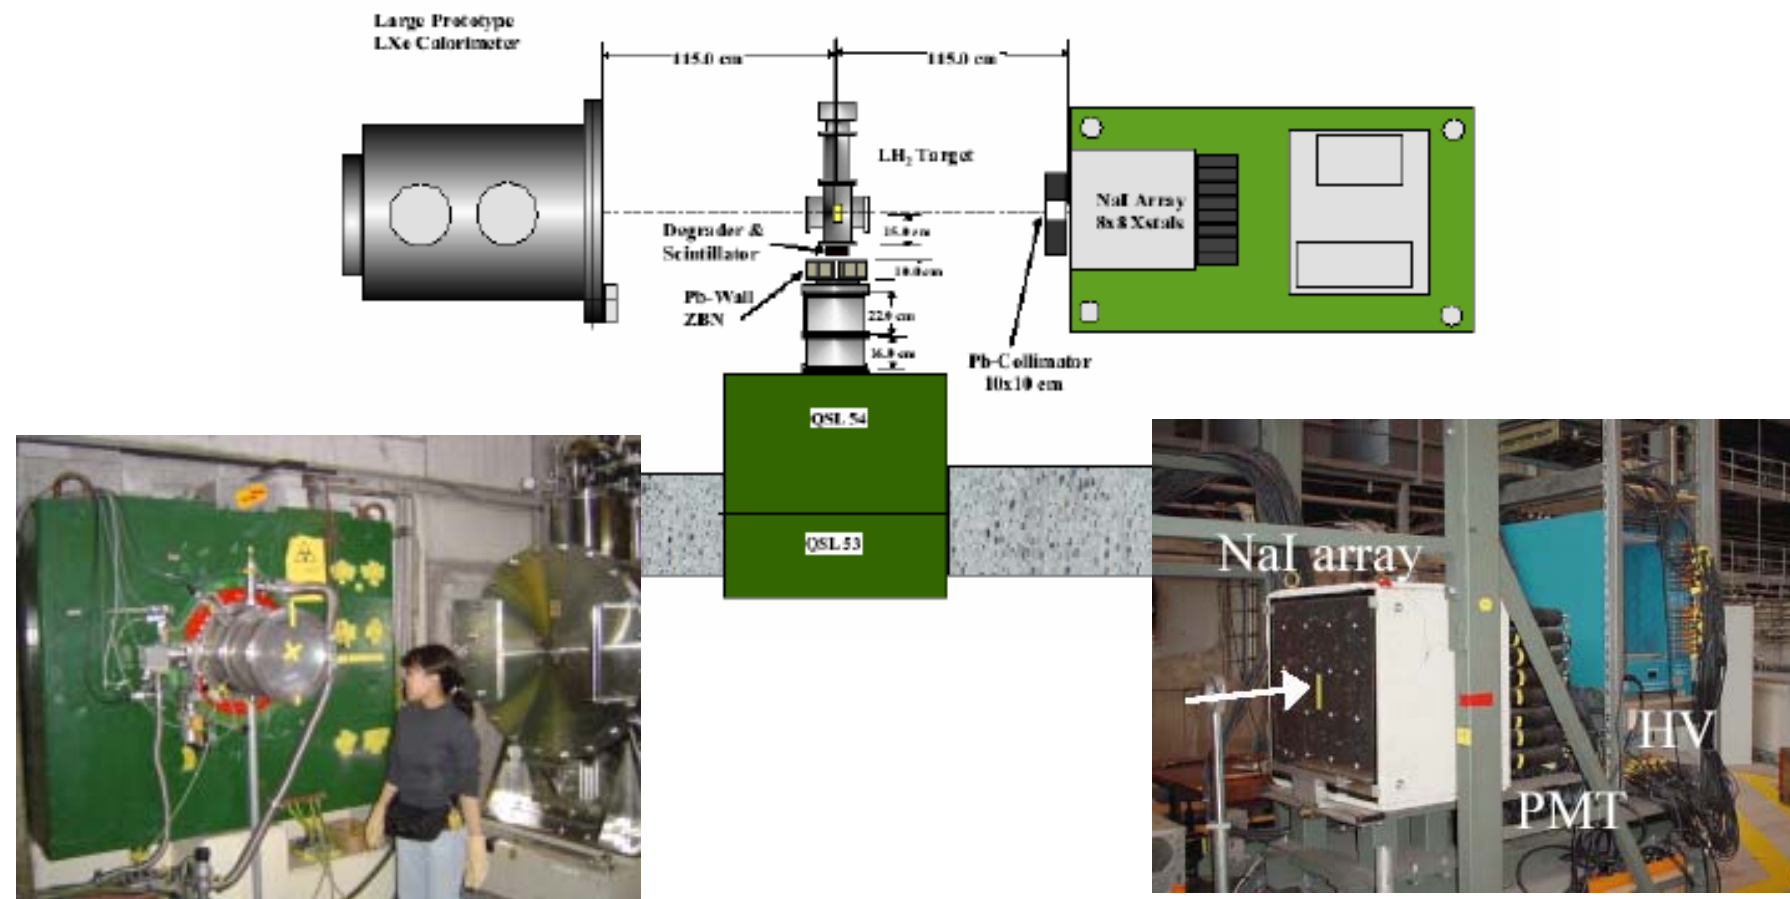 Large Prototype
LXe Calorimeter
115.0 cm
115.0 cm
LH₂ Target
NaI Array
8x8 Xstals
Degrader &
Scintillator
15.0 cm
10.0 cm
Pb-Wall
ZBN
22.0 cm
16.0 cm
Pb-Collimator
10x10 cm
QSL 54
QSL 53
NaI array
HV
PMT